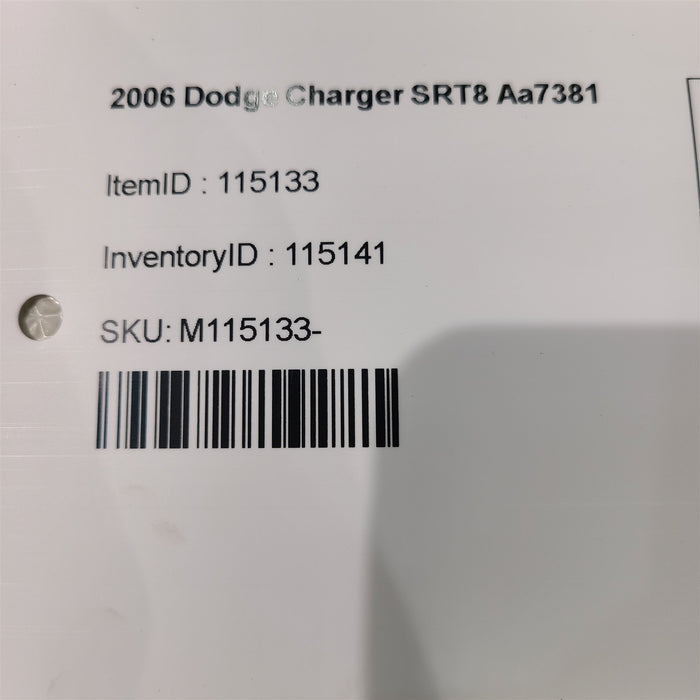 2006 Dodge Charger SRT8 Aa7381
ItemID : 115133
InventoryID : 115141
SKU: M115133-